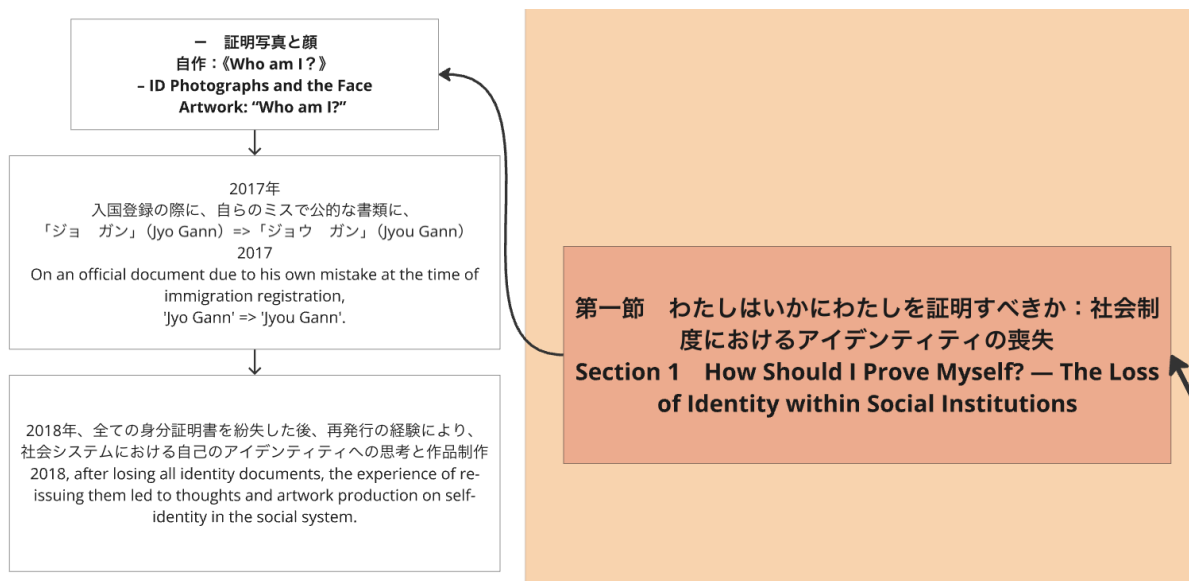 ー　証明写真と顔
自作：《Who am I？》
– ID Photographs and the Face
Artwork: “Who am I?”
2017年
入国登録の際に、自らのミスで公的な書類に、
「ジョ　ガン」（Jyo Gann）=>「ジョウ　ガン」（Jyou Gann）
2017
On an official document due to his own mistake at the time of
immigration registration,
'Jyo Gann' => 'Jyou Gann'.
2018年、全ての身分証明書を紛失した後、再発行の経験により、
社会システムにおける自己のアイデンティティへの思考と作品制作
2018, after losing all identity documents, the experience of re-
issuing them led to thoughts and artwork production on self-
identity in the social system.
第一節　わたしはいかにわたしを証明すべきか：社会制
度におけるアイデンティティの喪失
Section 1　How Should I Prove Myself? — The Loss
of Identity within Social Institutions